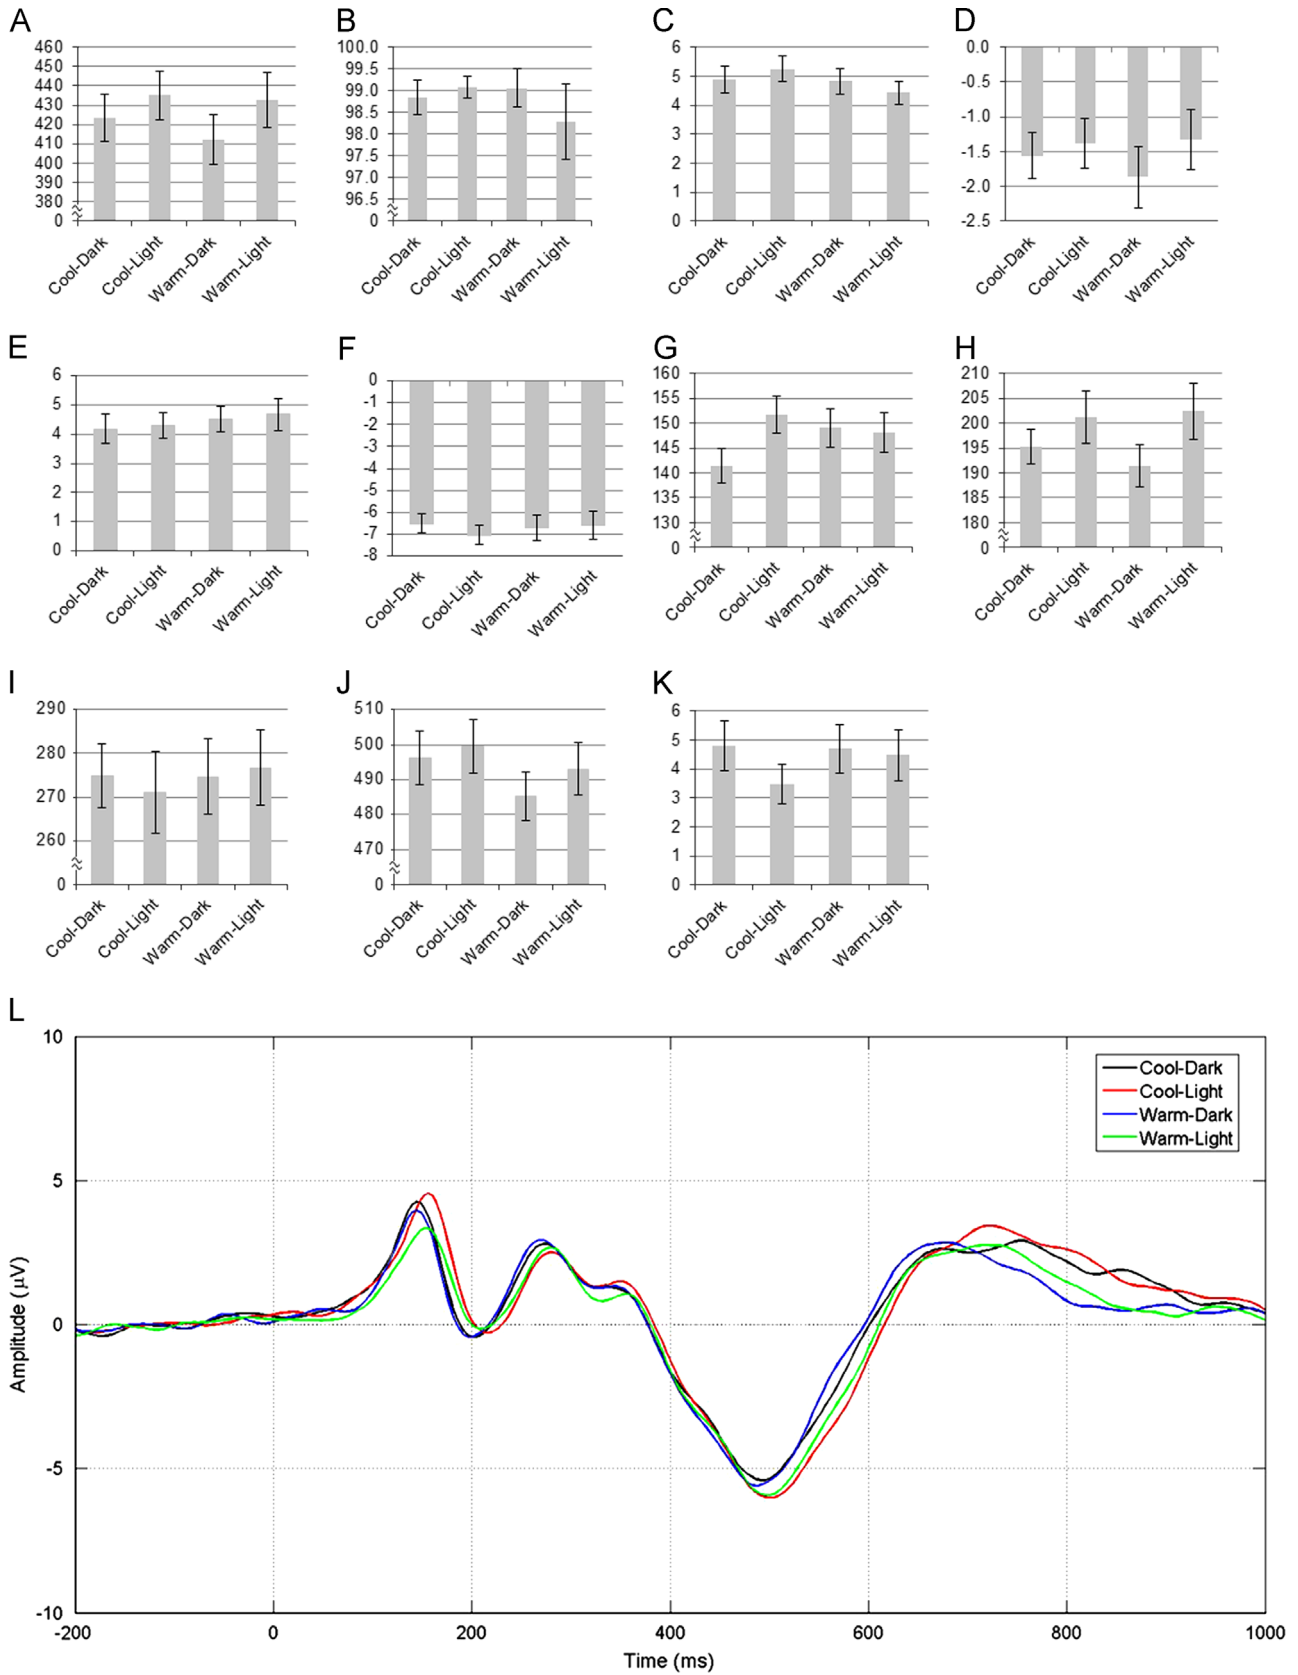 A B C D
460 450 440 430 420 410 400 390 380 0
Cool-Dark Cool-Light Warm-Dark Warm-Light
100.0 99.5 99.0 98.5 98.0 97.5 97.0 96.5 0
Cool-Dark Cool-Light Warm-Dark Warm-Light
6 5 4 3 2 1 0
Cool-Dark Cool-Light Warm-Dark Warm-Light
0.0 -0.5 -1.0 -1.5 -2.0 -2.5
Cool-Dark Cool-Light Warm-Dark Warm-Light
E F G H
6 5 4 3 2 1 0
Cool-Dark Cool-Light Warm-Dark Warm-Light
0 -1 -2 -3 -4 -5 -6 -7 -8
Cool-Dark Cool-Light Warm-Dark Warm-Light
160 155 150 145 140 135 130 0
Cool-Dark Cool-Light Warm-Dark Warm-Light
210 205 200 195 190 185 180 0
Cool-Dark Cool-Light Warm-Dark Warm-Light
I J K
290 280 270 260 0
Cool-Dark Cool-Light Warm-Dark Warm-Light
510 500 490 480 470 0
Cool-Dark Cool-Light Warm-Dark Warm-Light
6 5 4 3 2 1 0
Cool-Dark Cool-Light Warm-Dark Warm-Light
L
10 5 0 -5 -10
Amplitude (µV)
Cool-Dark
Cool-Light
Warm-Dark
Warm-Light
-200 0 200 400 600 800 1000
Time (ms)